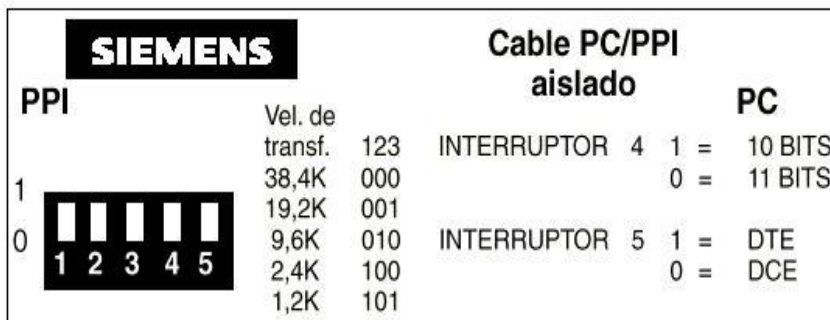 SIEMENS
Cable PC/PPI
aislado
PPI
PC
Vel. de
transf. 123
38,4K 000
19,2K 001
9,6K 010
2,4K 100
1,2K 101
1
0
1 2 3 4 5
INTERRUPTOR 4 1 = 10 BITS
0 = 11 BITS
INTERRUPTOR 5 1 = DTE
0 = DCE